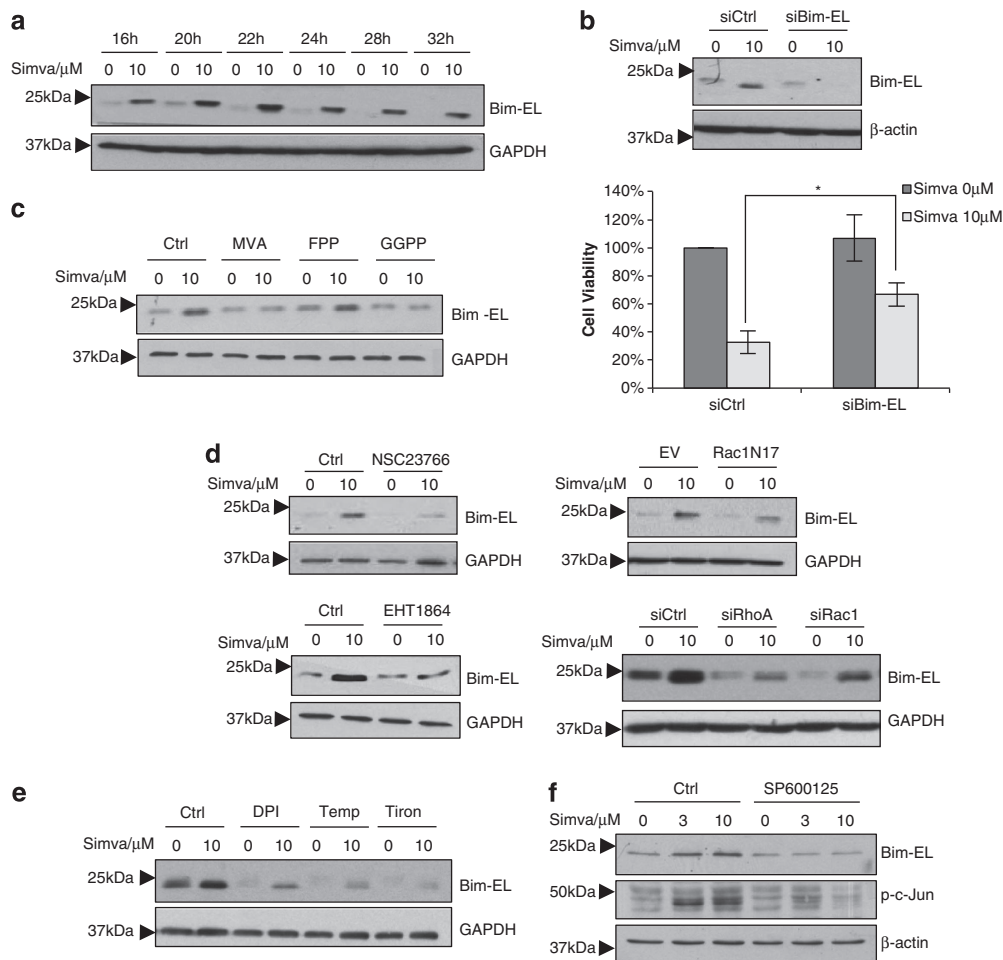 a
16h 20h 22h 24h 28h 32h
Simva/μM 0 10 0 10 0 10 0 10 0 10 0 10
25kDa Bim-EL
37kDa GAPDH
b
siCtrl siBim-EL
Simva/μM 0 10 0 10
25kDa Bim-EL
37kDa β-actin
Cell Viability
140%
120%
100%
80%
60%
40%
20%
0%
*
Simva 0μM
Simva 10μM
siCtrl siBim-EL
c
Ctrl MVA FPP GGPP
Simva/μM 0 10 0 10 0 10 0 10
25kDa Bim -EL
37kDa GAPDH
d
Ctrl NSC23766
Simva/μM 0 10 0 10
25kDa Bim-EL
37kDa GAPDH
EV Rac1N17
Simva/μM 0 10 0 10
25kDa Bim-EL
37kDa GAPDH
Ctrl EHT1864
Simva/μM 0 10 0 10
25kDa Bim-EL
37kDa GAPDH
siCtrl siRhoA siRac1
Simva/μM 0 10 0 10 0 10
25kDa Bim-EL
37kDa GAPDH
e
Ctrl DPI Temp Tiron
Simva/μM 0 10 0 10 0 10 0 10
25kDa Bim-EL
37kDa GAPDH
f
Ctrl SP600125
Simva/μM 0 3 10 0 3 10
25kDa Bim-EL
50kDa p-c-Jun
37kDa β-actin